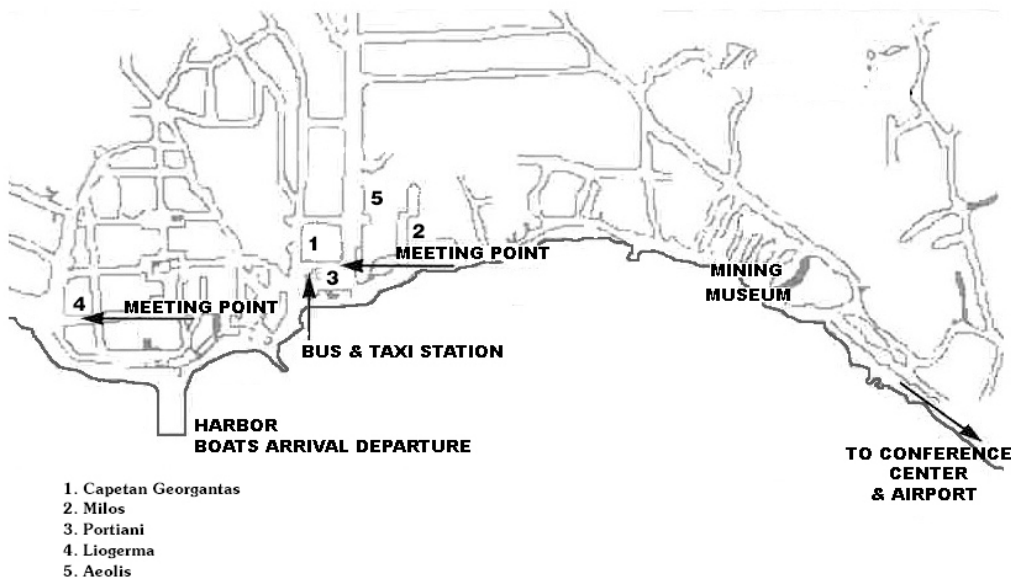 5
1
2
MEETING POINT
3
MINING
MUSEUM
4
MEETING POINT
BUS & TAXI STATION
HARBOR
BOATS ARRIVAL DEPARTURE
TO CONFERENCE
CENTER
& AIRPORT
1. Capetan Georgantas
2. Milos
3. Portiani
4. Liogerma
5. Aeolis